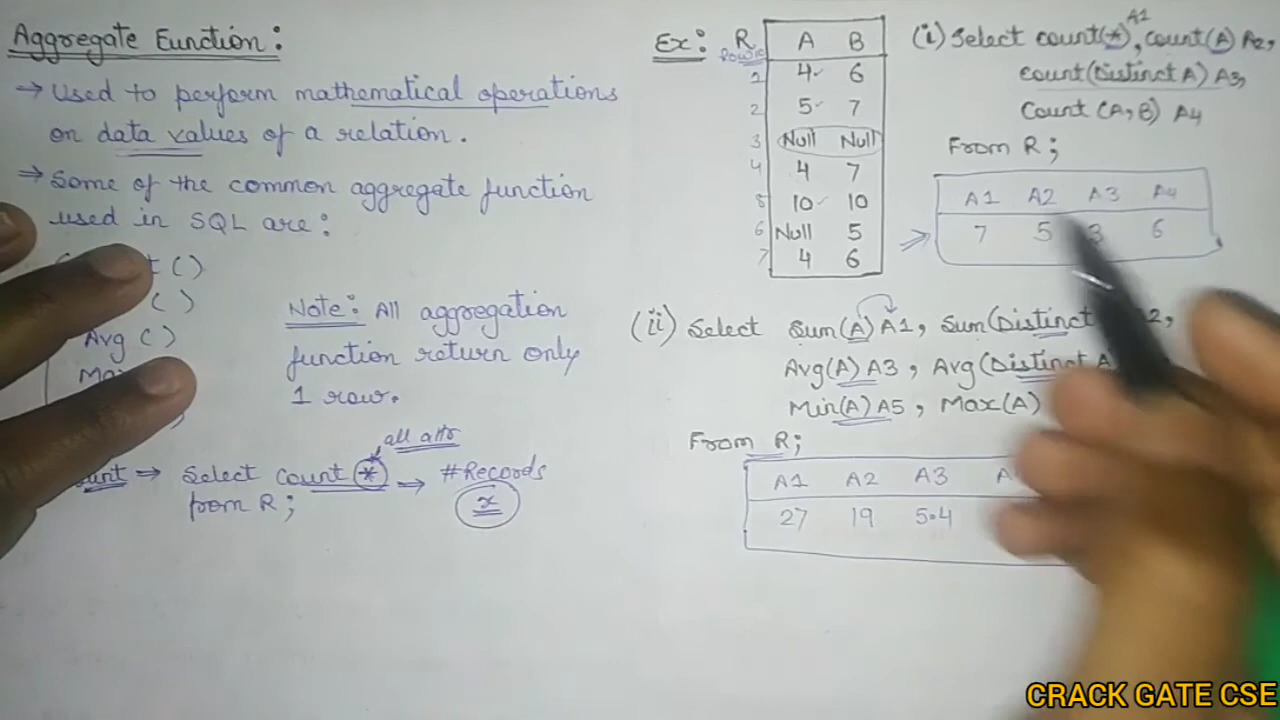 Aggregate Function:
→ Used to perform mathematical operations
on data values of a relation.
→ Some of the common aggregate function
used in SQL are:
t ( )
( )
Avg ( )
Note: All aggregation
function return only
1 row.
all attr
→ Select Count * → #Records
from R;
x
Ex: R
A B
1 4 6
2 5 7
3 Null Null
4 4 7
5 10 10
6 Null 5
7 4 6
(i) Select count(*) A1, count(A) A2,
count(Distinct A) A3,
Count (A,B) A4
From R;
A1 A2 A3 A4
7 5 3 6
(ii) Select Sum(A) A1, Sum(Distinct 2,
Avg(A) A3, Avg(Distinct A
Min(A) A5, Max(A)
From R;
A1 A2 A3 A
27 19 5.4
CRACK GATE CSE